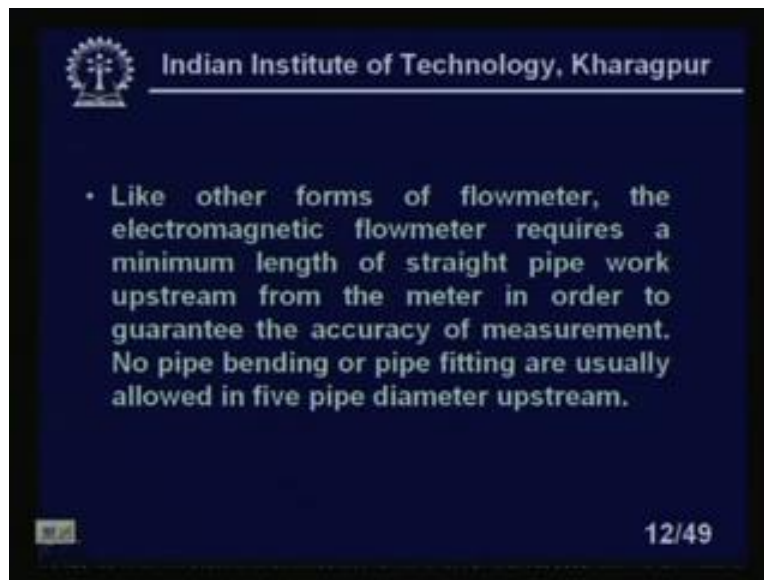 Indian Institute of Technology, Kharagpur
• Like other forms of flowmeter, the
electromagnetic flowmeter requires a
minimum length of straight pipe work
upstream from the meter in order to
guarantee the accuracy of measurement.
No pipe bending or pipe fitting are usually
allowed in five pipe diameter upstream.
12/49